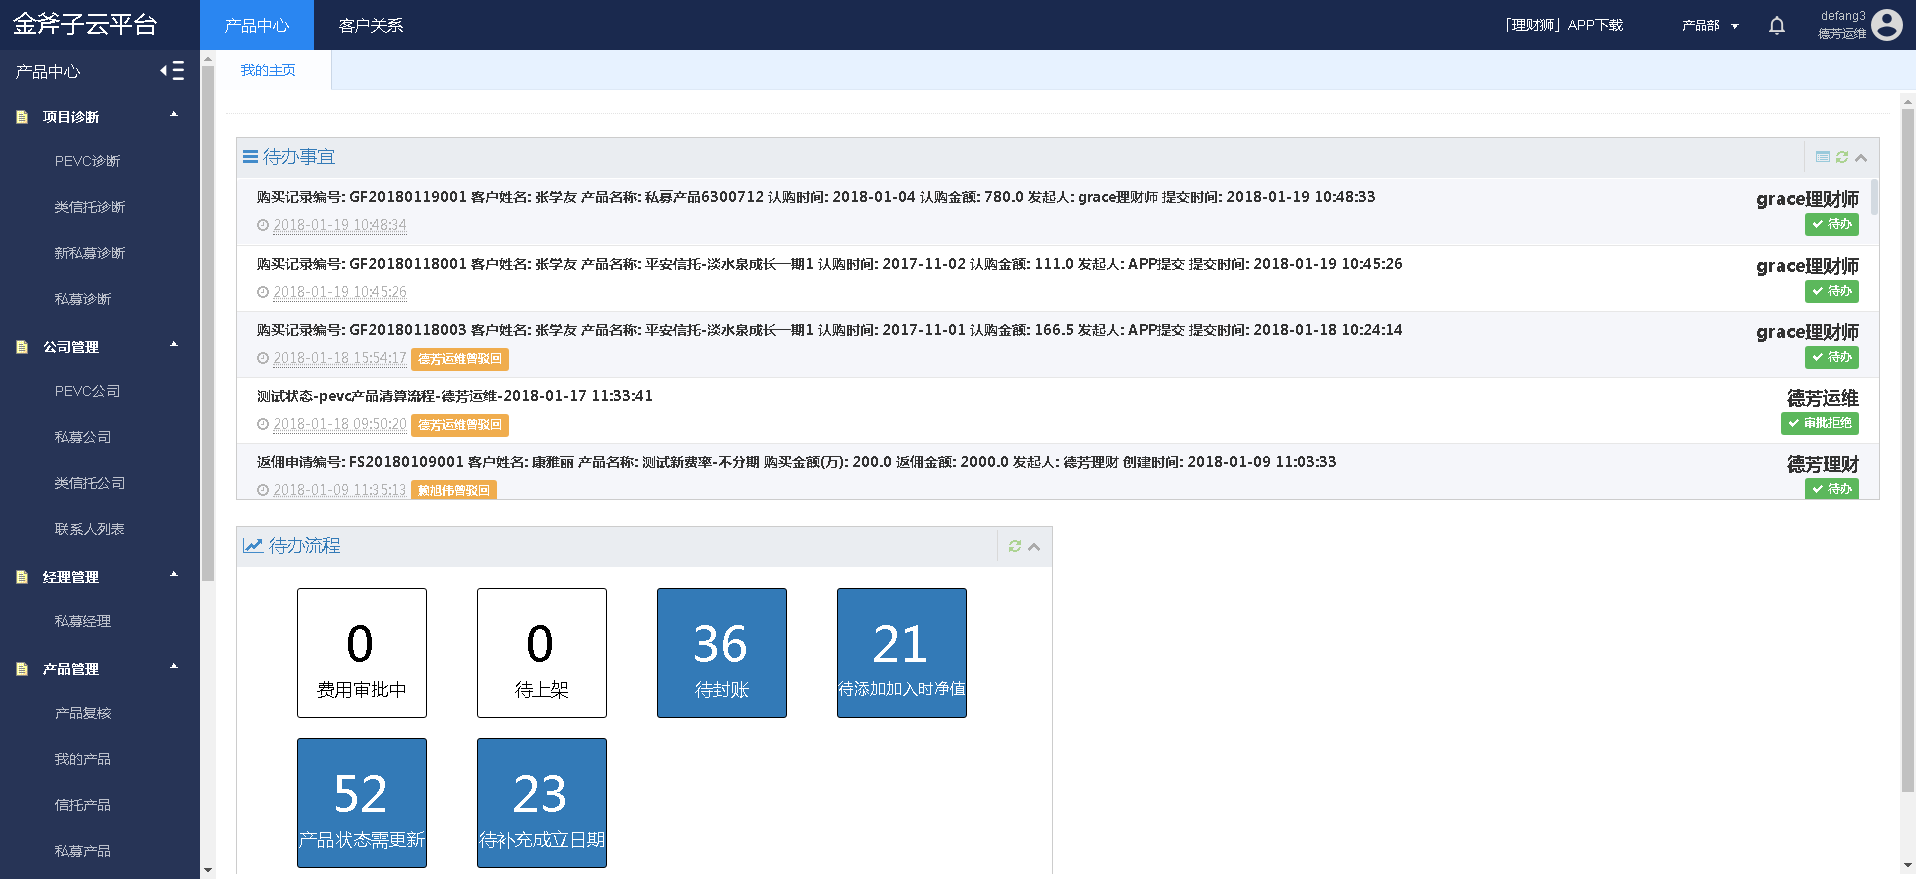 金斧子云平台
产品中心
客户关系
「理财狮」APP下载
产品部
defang3
德芳运维
产品中心
项目诊断
PEVC诊断
类信托诊断
新私募诊断
私募诊断
公司管理
PEVC公司
私募公司
类信托公司
联系人列表
经理管理
私募经理
产品管理
产品复核
我的产品
信托产品
私募产品
我的主页
待办事宜
购买记录编号: GF20180119001 客户姓名: 张学友 产品名称: 私募产品6300712 认购时间: 2018-01-04 认购金额: 780.0 发起人: grace理财师 提交时间: 2018-01-19 10:48:33
grace理财师
2018-01-19 10:48:34
待办
购买记录编号: GF20180118001 客户姓名: 张学友 产品名称: 平安信托-淡水泉成长一期1 认购时间: 2017-11-02 认购金额: 111.0 发起人: APP提交 提交时间: 2018-01-19 10:45:26
grace理财师
2018-01-19 10:45:26
待办
购买记录编号: GF20180118003 客户姓名: 张学友 产品名称: 平安信托-淡水泉成长一期1 认购时间: 2017-11-01 认购金额: 166.5 发起人: APP提交 提交时间: 2018-01-18 10:24:14
grace理财师
2018-01-18 15:54:17 德芳运维曾驳回
待办
测试状态-pevc产品清算流程-德芳运维-2018-01-17 11:33:41
德芳运维
2018-01-18 09:50:20 德芳运维曾驳回
审批拒绝
返佣申请编号: FS20180109001 客户姓名: 康雅丽 产品名称: 测试新费率-不分期 购买金额(万): 200.0 返佣金额: 2000.0 发起人: 德芳理财 创建时间: 2018-01-09 11:03:33
德芳理财
2018-01-09 11:35:13 赖旭伟曾驳回
待办
待办流程
0
费用审批中
0
待上架
36
待封账
21
待添加加入时净值
52
产品状态需更新
23
待补充成立日期